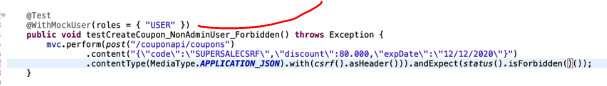 @Test
@WithMockUser(roles = { "USER" })
public void testCreateCoupon_NonAdminUser_Forbidden() throws Exception {
mvc.perform(post("/couponapi/coupons")
.content("{\"code\":\"SUPERSALECSRF\",\"discount\":80.000,\"expDate\":\"12/12/2020\"}")
.contentType(MediaType.APPLICATION_JSON).with(csrf().asHeader())).andExpect(status().isForbidden());
}